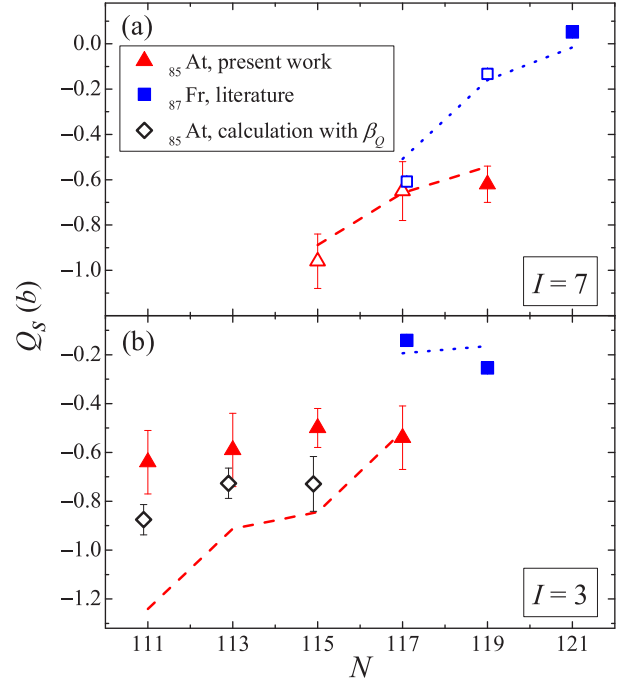 (a)
₈₅At, present work
₈₇Fr, literature
₈₅At, calculation with β_Q
0.0
−0.2
−0.4
−0.6
−0.8
−1.0
I = 7
Q_S (b)
(b)
−0.2
−0.4
−0.6
−0.8
−1.0
−1.2
I = 3
111 113 115 117 119 121
N